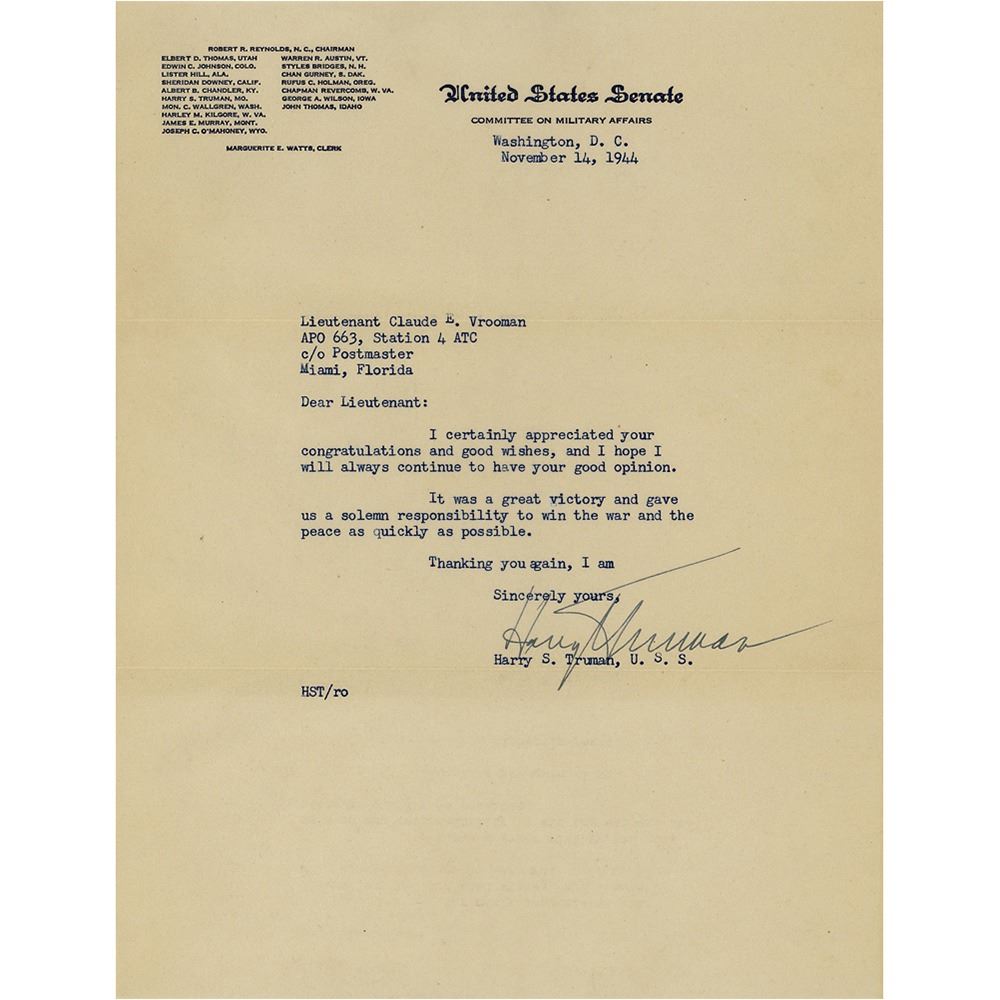 ROBERT R. REYNOLDS, N. C., CHAIRMAN
ELBERT D. THOMAS, UTAH
EDWIN C. JOHNSON, COLO.
LISTER HILL, ALA.
SHERIDAN DOWNEY, CALIF.
ALBERT B. CHANDLER, KY.
HARRY S. TRUMAN, MO.
MON. C. WALLGREN, WASH.
HARLEY M. KILGORE, W. VA.
JAMES E. MURRAY, MONT.
JOSEPH C. O'MAHONEY, WYO.
WARREN R. AUSTIN, VT.
STYLES BRIDGES, N. H.
CHAN GURNEY, S. DAK.
RUFUS C. HOLMAN, OREG.
CHAPMAN REVERCOMB, W. VA.
GEORGE A. WILSON, IOWA
JOHN THOMAS, IDAHO
MARGUERITE E. WATTS, CLERK
United States Senate
COMMITTEE ON MILITARY AFFAIRS
Washington, D. C.
November 14, 1944
Lieutenant Claude E. Vrooman
APO 663, Station 4 ATC
c/o Postmaster
Miami, Florida
Dear Lieutenant:
I certainly appreciated your
congratulations and good wishes, and I hope I
will always continue to have your good opinion.
It was a great victory and gave
us a solemn responsibility to win the war and the
peace as quickly as possible.
Thanking you again, I am
Sincerely yours,
Harry S Truman
Harry S. Truman, U. S. S.
HST/ro